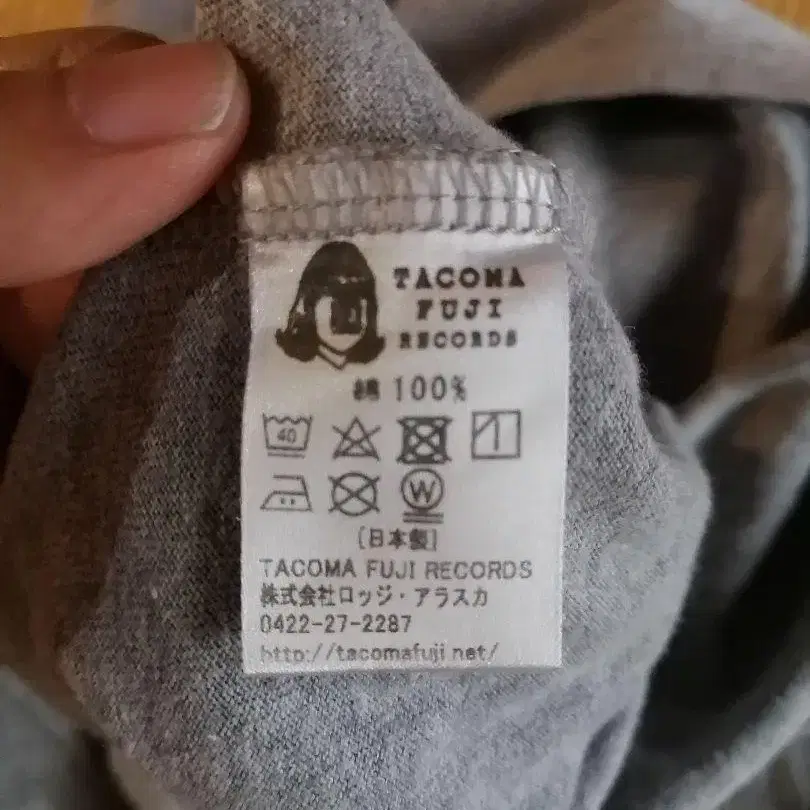 TACOMA
FUJI
RECORDS
綿 100%
40
W
[日本製]
TACOMA FUJI RECORDS
株式会社ロッジ・アラスカ
0422-27-2287
http://tacomafuji.net/